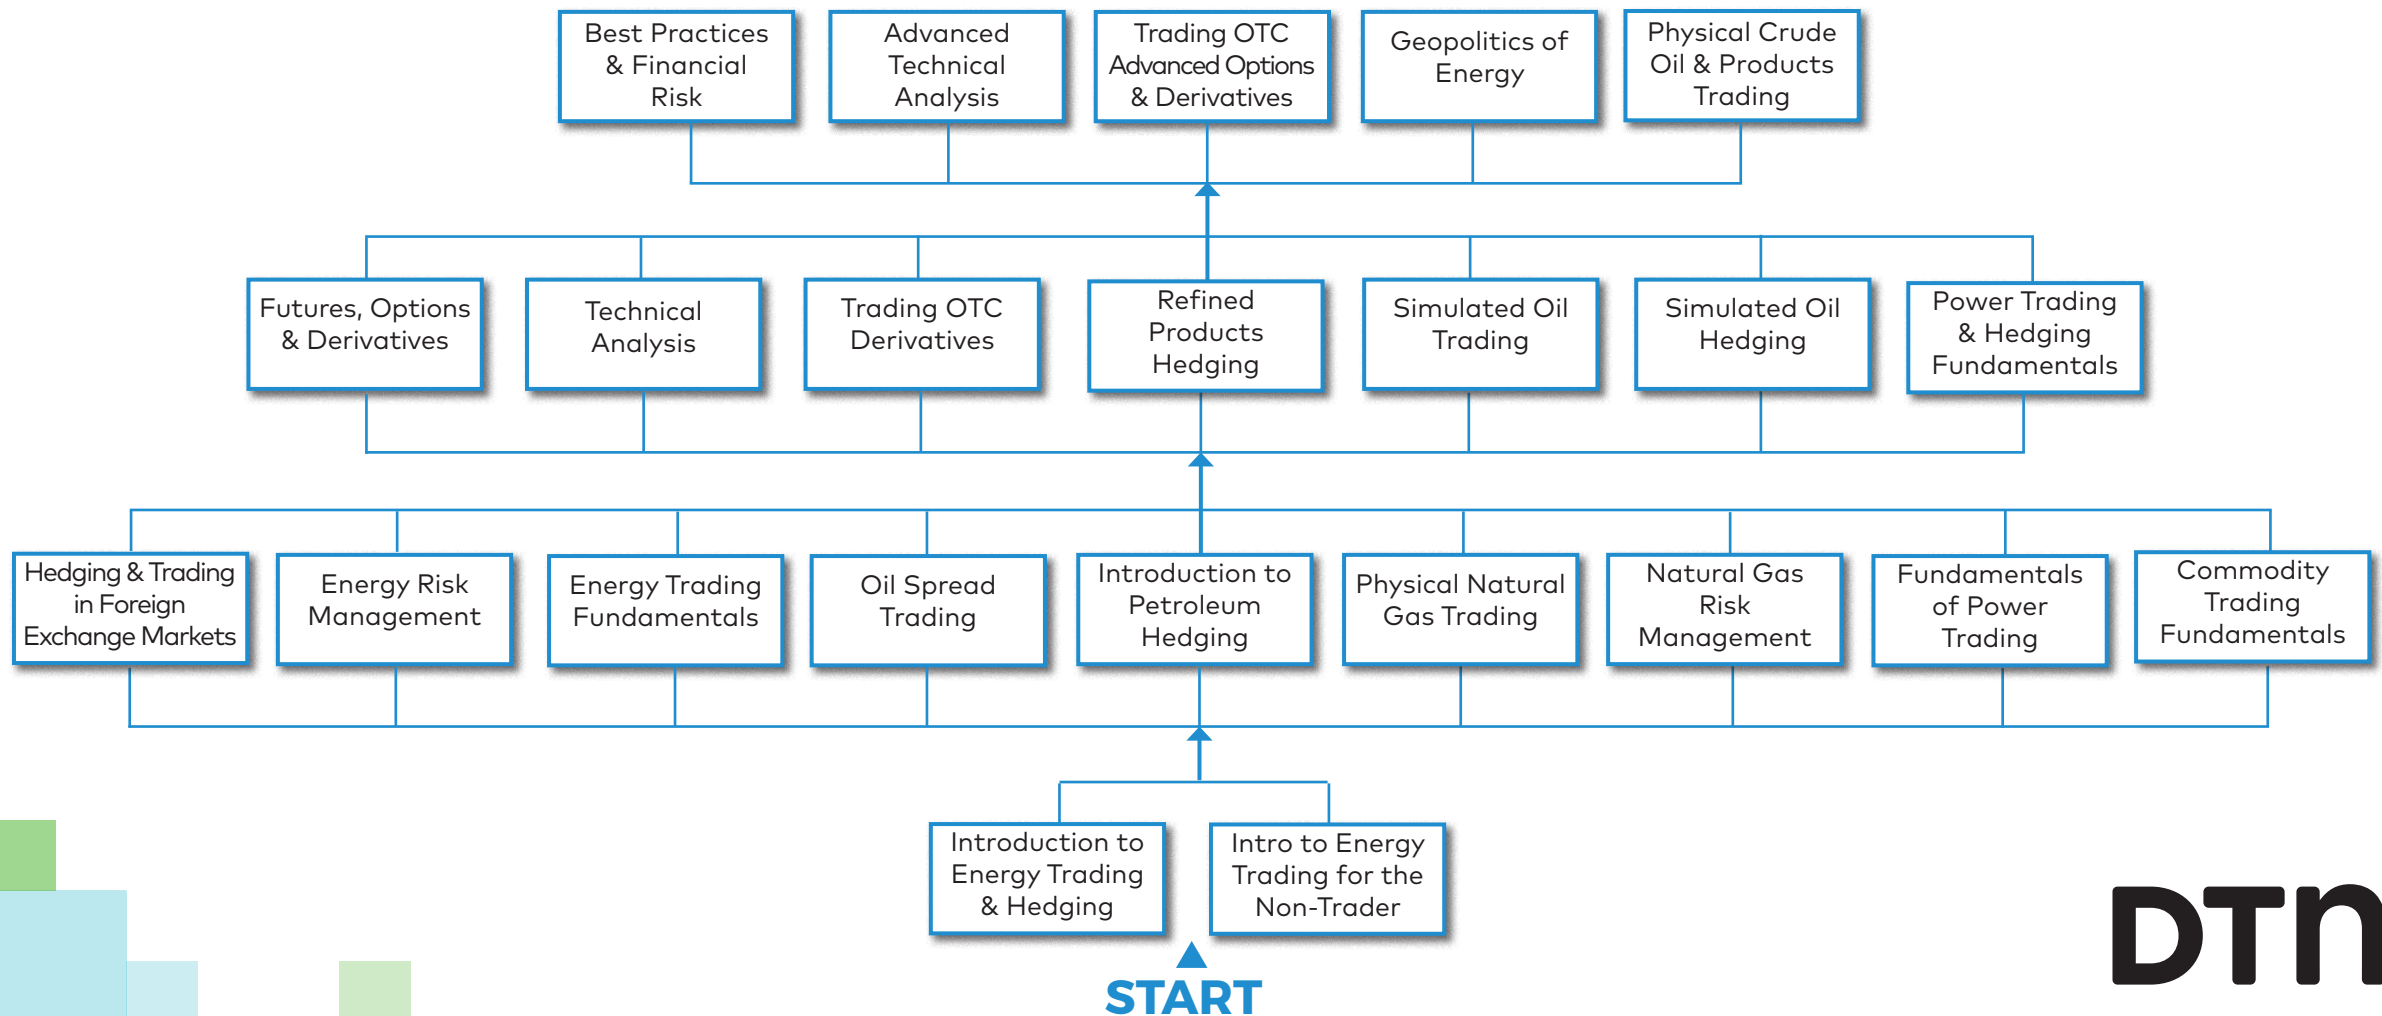 Best Practices
& Financial
Risk
Advanced
Technical
Analysis
Trading OTC
Advanced Options
& Derivatives
Geopolitics of
Energy
Physical Crude
Oil & Products
Trading
Futures, Options
& Derivatives
Technical
Analysis
Trading OTC
Derivatives
Refined
Products
Hedging
Simulated Oil
Trading
Simulated Oil
Hedging
Power Trading
& Hedging
Fundamentals
Hedging & Trading
in Foreign
Exchange Markets
Energy Risk
Management
Energy Trading
Fundamentals
Oil Spread
Trading
Introduction to
Petroleum
Hedging
Physical Natural
Gas Trading
Natural Gas
Risk
Management
Fundamentals
of Power
Trading
Commodity
Trading
Fundamentals
Introduction to
Energy Trading
& Hedging
Intro to Energy
Trading for the
Non-Trader
START
DTn